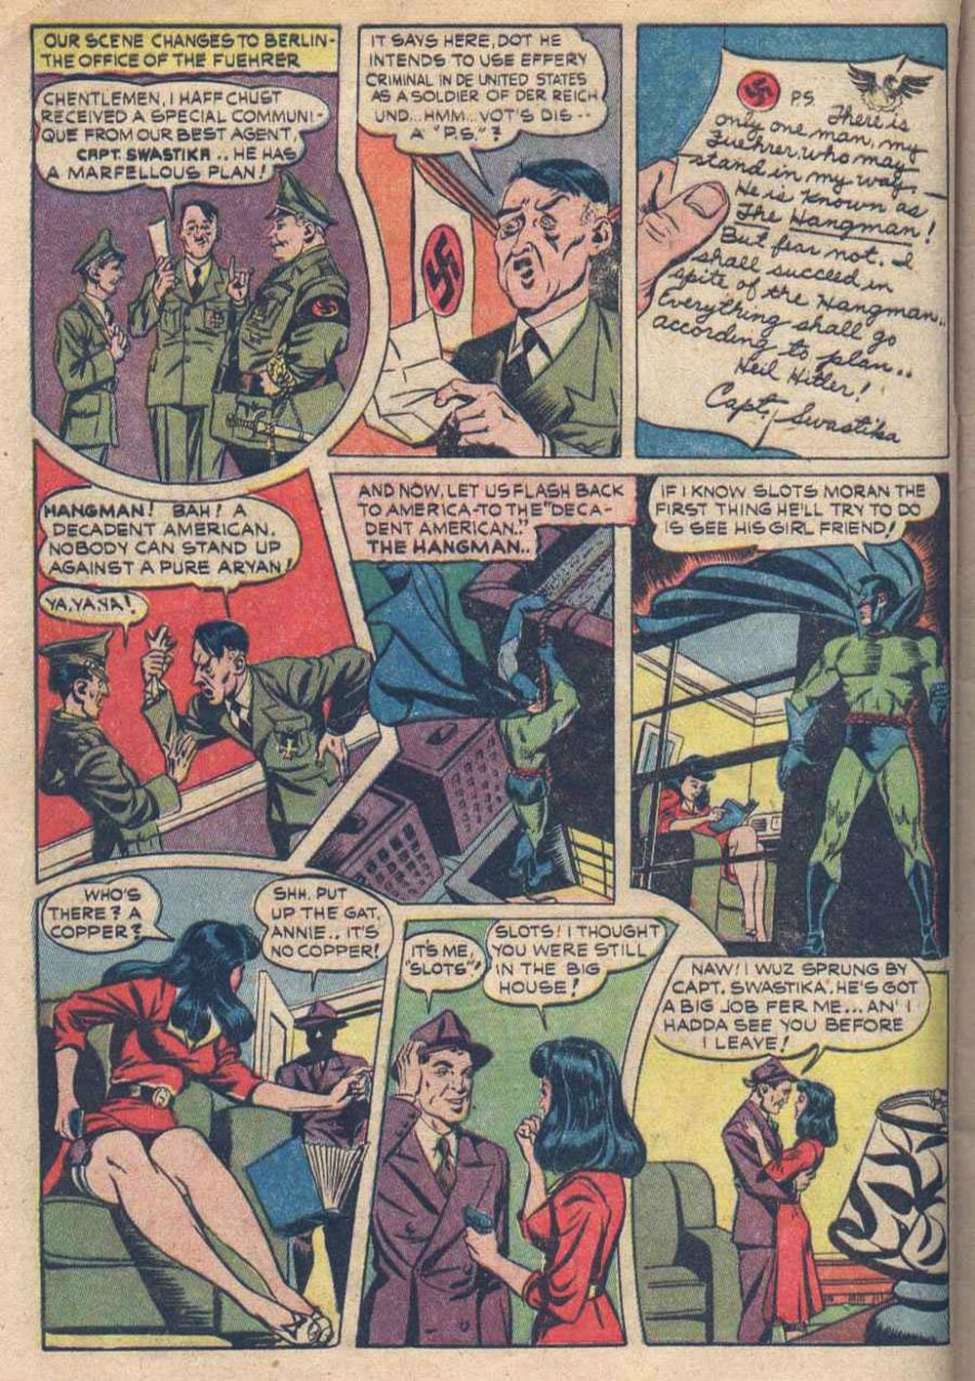 OUR SCENE CHANGES TO BERLIN-
THE OFFICE OF THE FUEHRER
CHENTLEMEN, I HAFF CHUST
RECEIVED A SPECIAL COMMUNI-
QUE FROM OUR BEST AGENT,
CAPT. SWASTIKA .. HE HAS
A MARFELLOUS PLAN!
IT SAYS HERE, DOT HE
INTENDS TO USE EFFERY
CRIMINAL IN DE UNITED STATES
AS A SOLDIER OF DER REICH
UND... HMM.. VOT'S DIS --
A "P.S."?
P.S. There is
only one man, my
Fuehrer, who may
stand in my way, —
He is known as
The Hangman!
But fear not. I
shall succeed in
spite of the Hangman..
Everything shall go
according to plan..
Heil Hitler!
Capt. Swastika
HANGMAN! BAH! A
DECADENT AMERICAN.
NOBODY CAN STAND UP
AGAINST A PURE ARYAN!
YA, YA, YA!
AND NOW, LET US FLASH BACK
TO AMERICA-TO THE "DECA-
DENT AMERICAN."
THE HANGMAN..
IF I KNOW SLOTS MORAN THE
FIRST THING HE'LL TRY TO DO
IS SEE HIS GIRL FRIEND!
WHO'S
THERE? A
COPPER?
SHH. PUT
UP THE GAT,
ANNIE.. IT'S
NO COPPER!
IT'S ME,
"SLOTS"!
SLOTS! I THOUGHT
YOU WERE STILL
IN THE BIG
HOUSE!
NAW! I WUZ SPRUNG BY
CAPT. SWASTIKA. HE'S GOT
A BIG JOB FER ME... AN' I
HADDA SEE YOU BEFORE
I LEAVE!